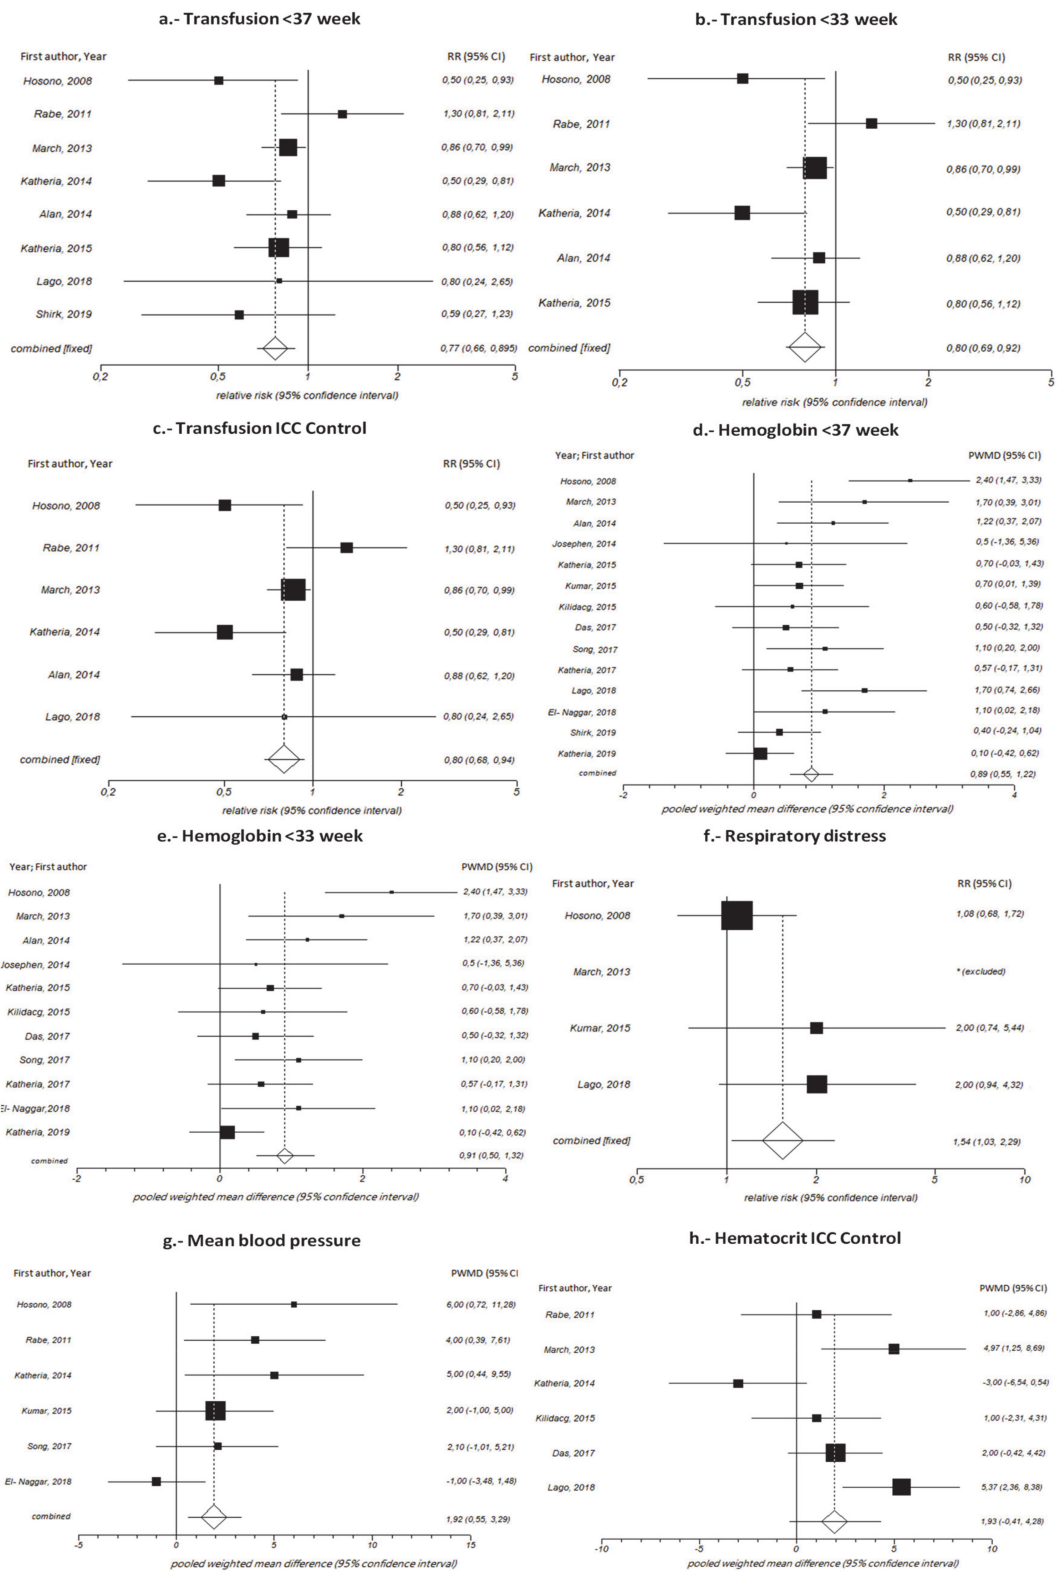 a.- Transfusion <37 week
First author, Year RR (95% CI)
Hosono, 2008 0,50 (0,25, 0,93)
Rabe, 2011 1,30 (0,81, 2,11)
March, 2013 0,86 (0,70, 0,99)
Katheria, 2014 0,50 (0,29, 0,81)
Alan, 2014 0,88 (0,62, 1,20)
Katheria, 2015 0,80 (0,56, 1,12)
Lago, 2018 0,80 (0,24, 2,65)
Shirk, 2019 0,59 (0,27, 1,23)
combined [fixed] 0,77 (0,66, 0,895)
0,2 0,5 1 2 5
relative risk (95% confidence interval)
b.- Transfusion <33 week
First author, Year RR (95% CI)
Hosono, 2008 0,50 (0,25, 0,93)
Rabe, 2011 1,30 (0,81, 2,11)
March, 2013 0,86 (0,70, 0,99)
Katheria, 2014 0,50 (0,29, 0,81)
Alan, 2014 0,88 (0,62, 1,20)
Katheria, 2015 0,80 (0,56, 1,12)
combined [fixed] 0,80 (0,69, 0,92)
0,2 0,5 1 2 5
relative risk (95% confidence interval)
c.- Transfusion ICC Control
First author, Year RR (95% CI)
Hosono, 2008 0,50 (0,25, 0,93)
Rabe, 2011 1,30 (0,81, 2,11)
March, 2013 0,86 (0,70, 0,99)
Katheria, 2014 0,50 (0,29, 0,81)
Alan, 2014 0,88 (0,62, 1,20)
Lago, 2018 0,80 (0,24, 2,65)
combined [fixed] 0,80 (0,68, 0,94)
0,2 0,5 1 2 5
relative risk (95% confidence interval)
d.- Hemoglobin <37 week
Year; First author PWMD (95% CI)
Hosono, 2008 2,40 (1,47, 3,33)
March, 2013 1,70 (0,39, 3,01)
Alan, 2014 1,22 (0,37, 2,07)
Josephen, 2014 0,5 (-1,36, 5,36)
Katheria, 2015 0,70 (-0,03, 1,43)
Kumar, 2015 0,70 (0,01, 1,39)
Kilidacg, 2015 0,60 (-0,58, 1,78)
Das, 2017 0,50 (-0,32, 1,32)
Song, 2017 1,10 (0,20, 2,00)
Katheria, 2017 0,57 (-0,17, 1,31)
Lago, 2018 1,70 (0,74, 2,66)
El- Naggar, 2018 1,10 (0,02, 2,18)
Shirk, 2019 0,40 (-0,24, 1,04)
Katheria, 2019 0,10 (-0,42, 0,62)
combined 0,89 (0,55, 1,22)
-2 0 2 4
pooled weighted mean difference (95% confidence interval)
e.- Hemoglobin <33 week
Year; First author PWMD (95% CI)
Hosono, 2008 2,40 (1,47, 3,33)
March, 2013 1,70 (0,39, 3,01)
Alan, 2014 1,22 (0,37, 2,07)
Josephen, 2014 0,5 (-1,36, 5,36)
Katheria, 2015 0,70 (-0,03, 1,43)
Kilidacg, 2015 0,60 (-0,58, 1,78)
Das, 2017 0,50 (-0,32, 1,32)
Song, 2017 1,10 (0,20, 2,00)
Katheria, 2017 0,57 (-0,17, 1,31)
El- Naggar,2018 1,10 (0,02, 2,18)
Katheria, 2019 0,10 (-0,42, 0,62)
combined 0,91 (0,50, 1,32)
-2 0 2 4
pooled weighted mean difference (95% confidence interval)
f.- Respiratory distress
First author, Year RR (95% CI)
Hosono, 2008 1,08 (0,68, 1,72)
March, 2013 * (excluded)
Kumar, 2015 2,00 (0,74, 5,44)
Lago, 2018 2,00 (0,94, 4,32)
combined [fixed] 1,54 (1,03, 2,29)
0,5 1 2 5 10
relative risk (95% confidence interval)
g.- Mean blood pressure
First author, Year PWMD (95% CI
Hosono, 2008 6,00 (0,72, 11,28)
Rabe, 2011 4,00 (0,39, 7,61)
Katheria, 2014 5,00 (0,44, 9,55)
Kumar, 2015 2,00 (-1,00, 5,00)
Song, 2017 2,10 (-1,01, 5,21)
El- Naggar, 2018 -1,00 (-3,48, 1,48)
combined 1,92 (0,55, 3,29)
-5 0 5 10 15
pooled weighted mean difference (95% confidence interval)
h.- Hematocrit ICC Control
First author, Year PWMD (95% CI)
Rabe, 2011 1,00 (-2,86, 4,86)
March, 2013 4,97 (1,25, 8,69)
Katheria, 2014 -3,00 (-6,54, 0,54)
Kilidacg, 2015 1,00 (-2,31, 4,31)
Das, 2017 2,00 (-0,42, 4,42)
Lago, 2018 5,37 (2,36, 8,38)
1,93 (-0,41, 4,28)
-10 -5 0 5 10
pooled weighted mean difference (95% confidence interval)